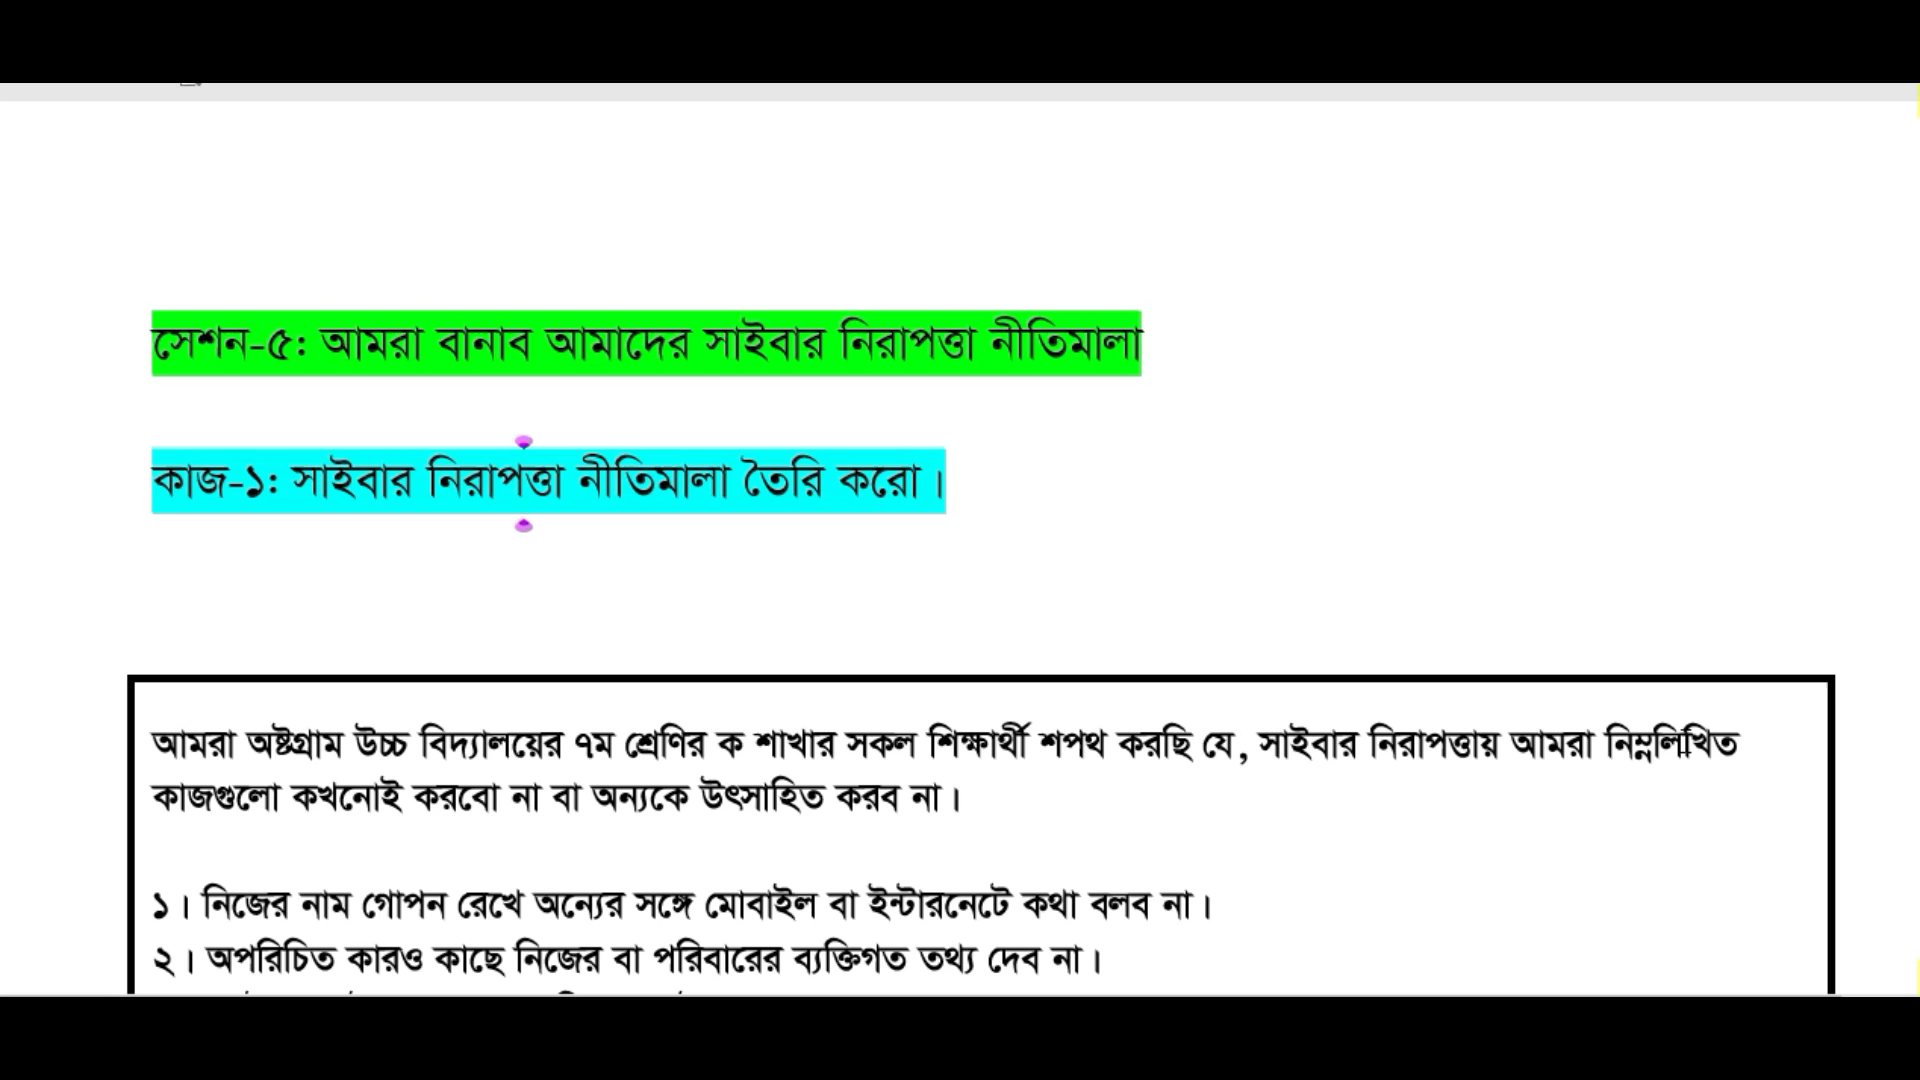 সেশন-৫: আমরা বানাব আমাদের সাইবার নিরাপত্তা নীতিমালা
কাজ-১: সাইবার নিরাপত্তা নীতিমালা তৈরি করো।
আমরা অষ্টগ্রাম উচ্চ বিদ্যালয়ের ৭ম শ্রেণির ক শাখার সকল শিক্ষার্থী শপথ করছি যে, সাইবার নিরাপত্তায় আমরা নিম্নলিখিত
কাজগুলো কখনোই করবো না বা অন্যকে উৎসাহিত করব না।
১। নিজের নাম গোপন রেখে অন্যের সঙ্গে মোবাইল বা ইন্টারনেটে কথা বলব না।
২। অপরিচিত কারও কাছে নিজের বা পরিবারের ব্যক্তিগত তথ্য দেব না।